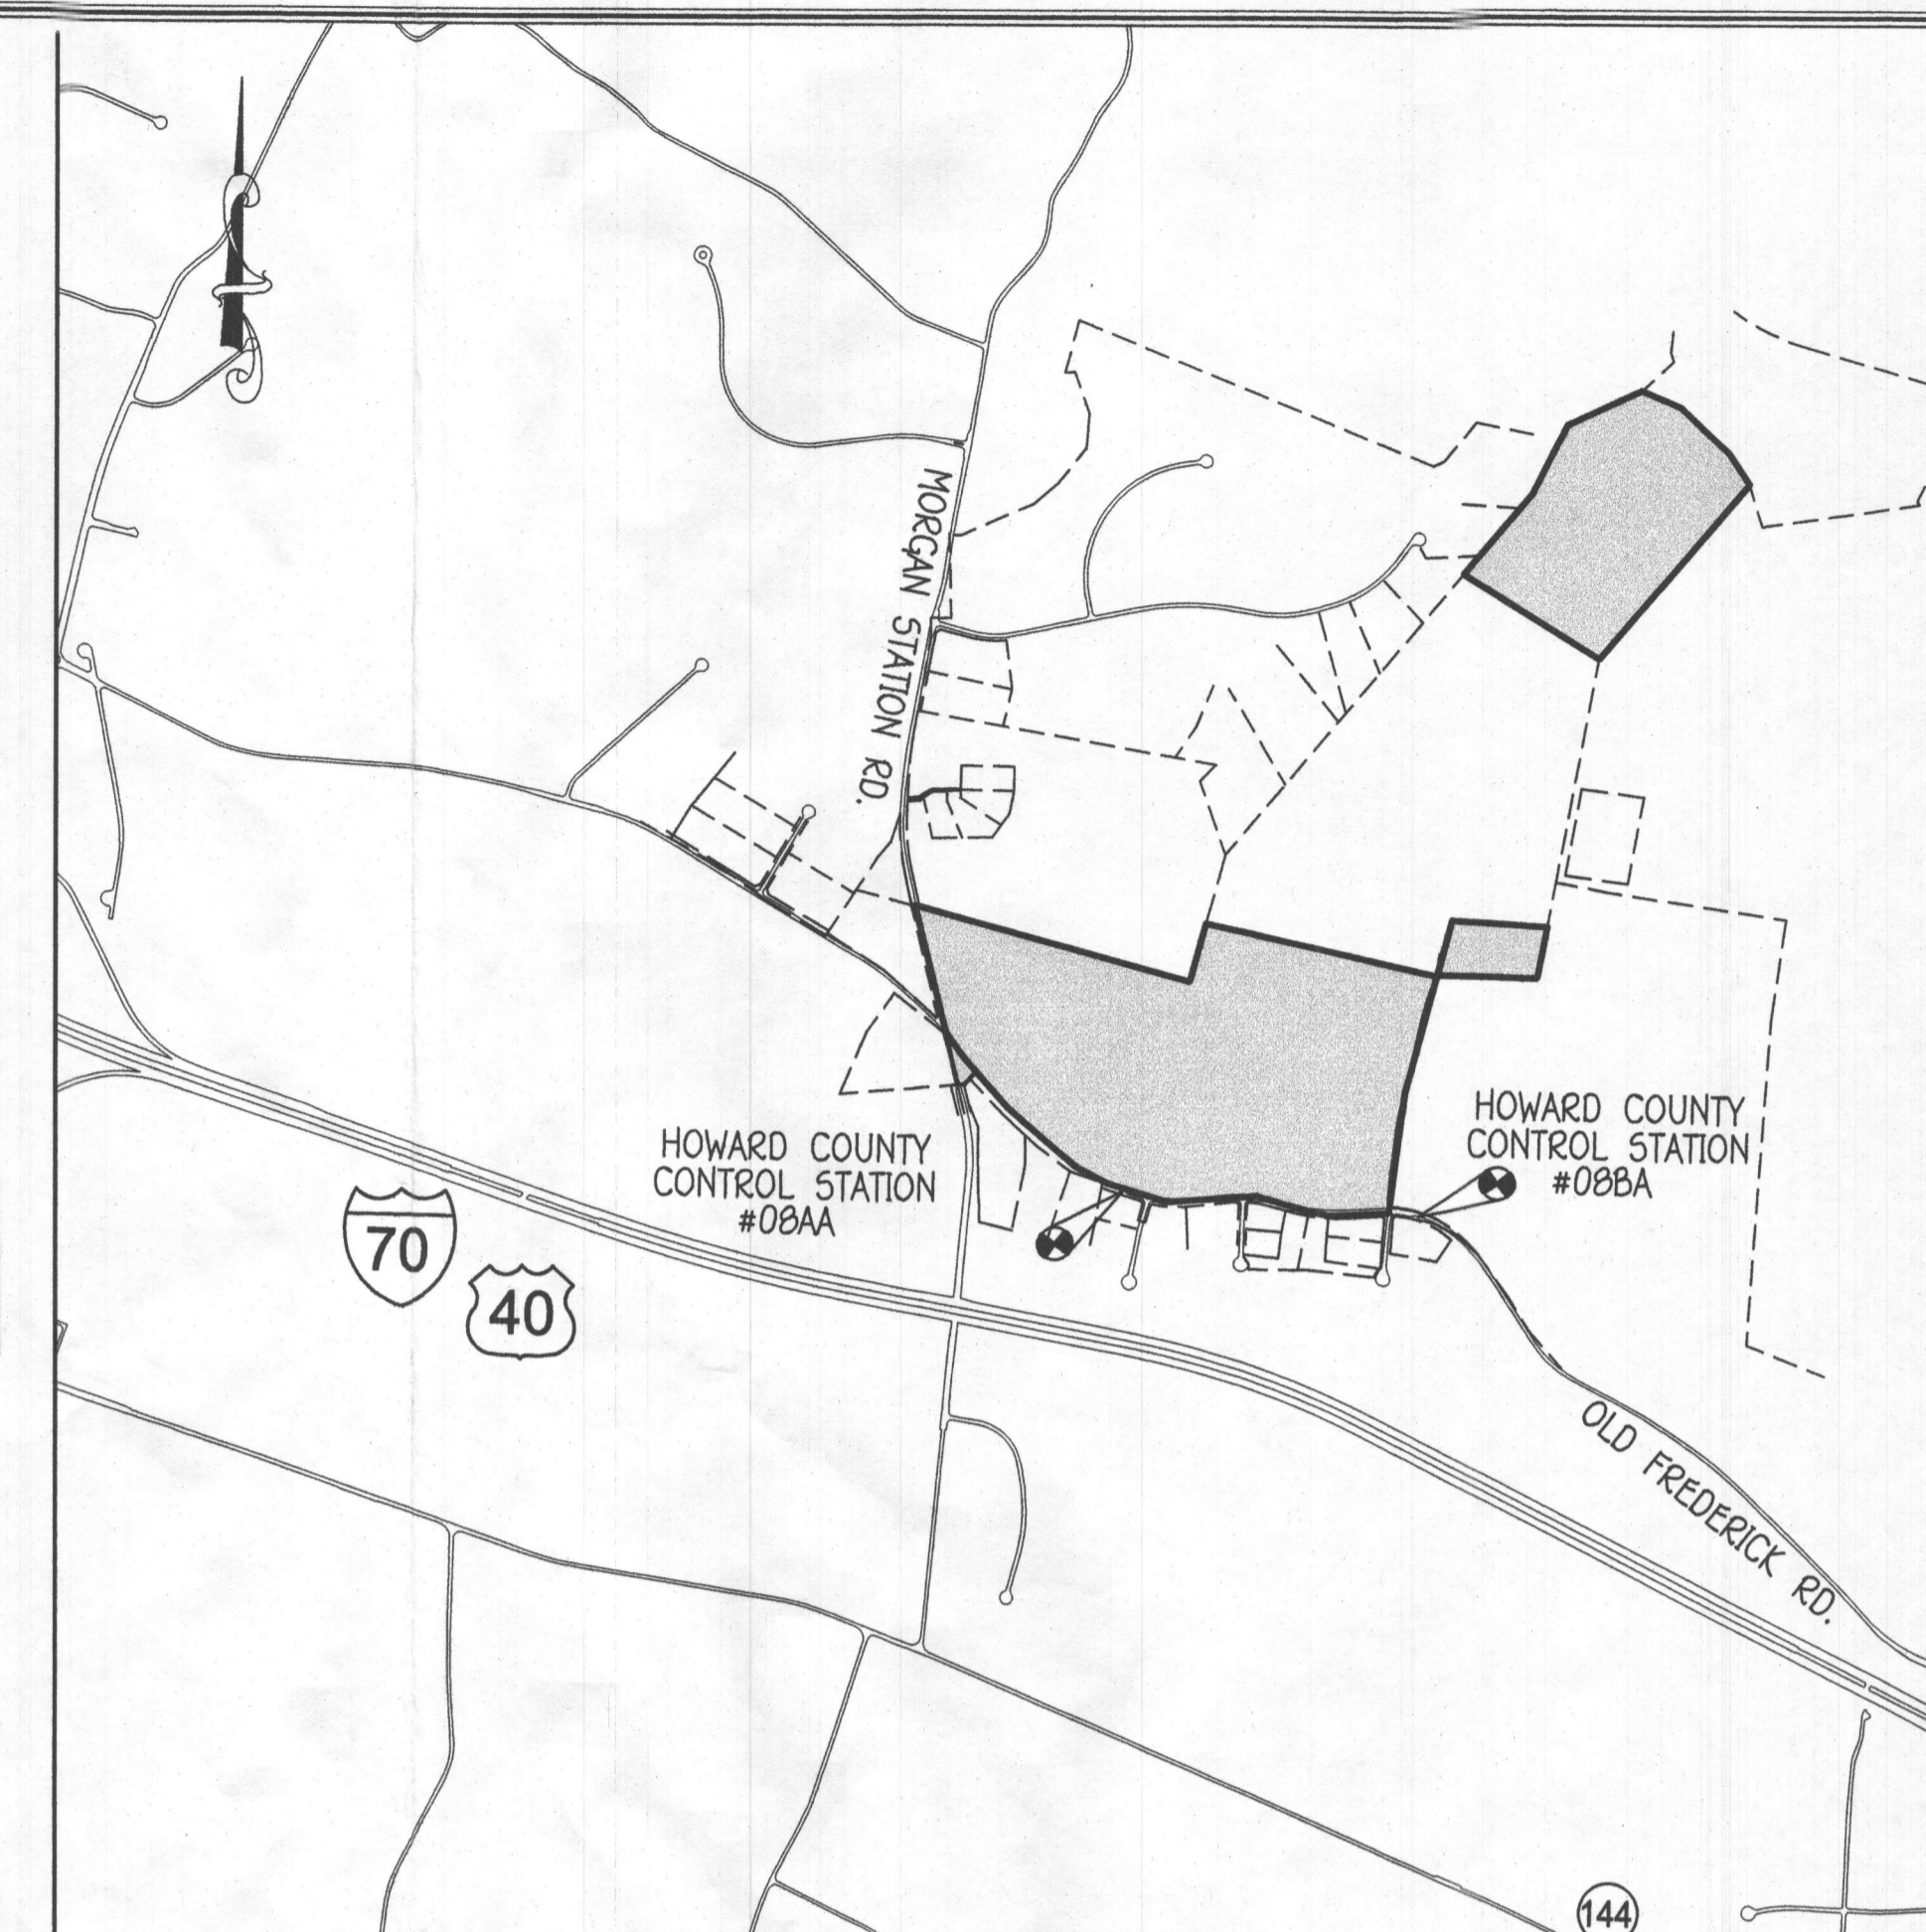 MORGAN STATION RD.
HOWARD COUNTY
CONTROL STATION
#08AA
HOWARD COUNTY
CONTROL STATION
#08BA
70
40
OLD FREDERICK RD.
144